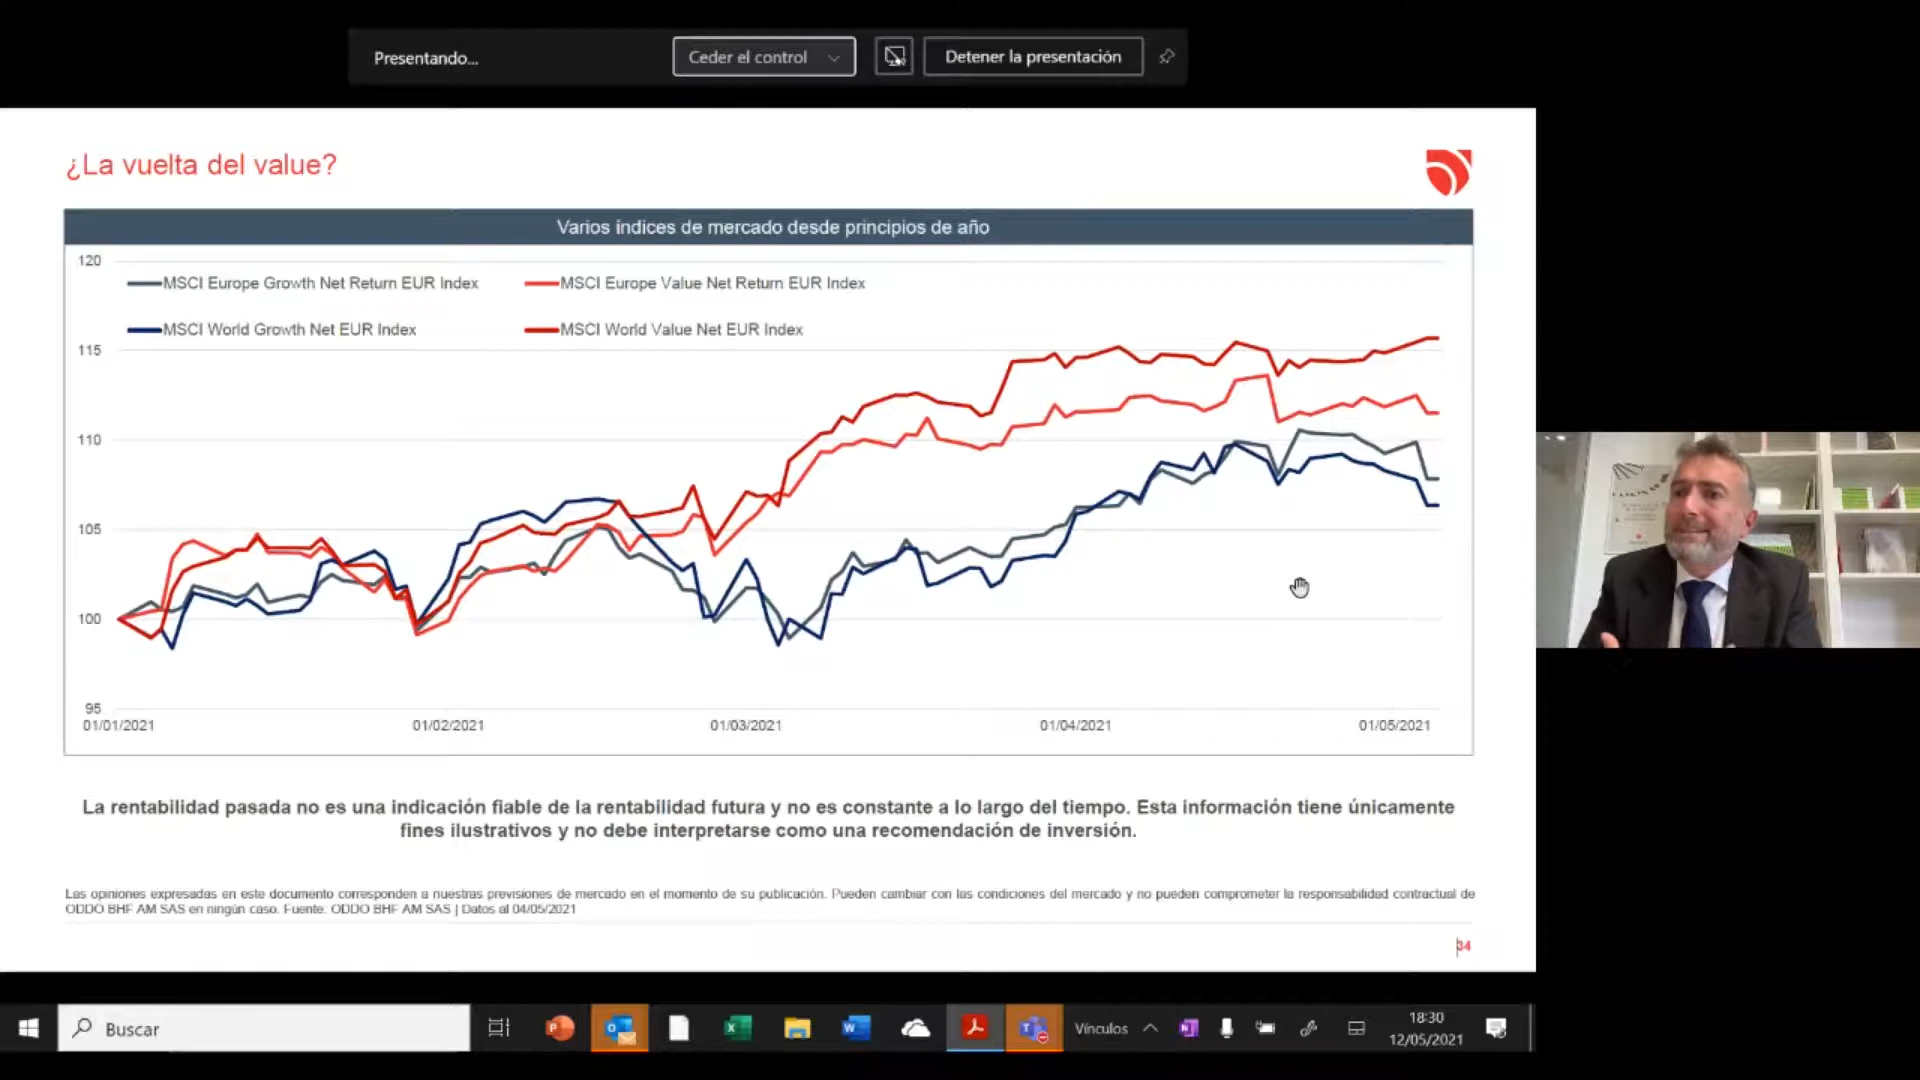 Presentando...
Ceder el control
Detener la presentación
¿La vuelta del value?
Varios índices de mercado desde principios de año
120
MSCI Europe Growth Net Return EUR Index
MSCI Europe Value Net Return EUR Index
MSCI World Growth Net EUR Index
MSCI World Value Net EUR Index
115
110
105
100
95
01/01/2021
01/02/2021
01/03/2021
01/04/2021
01/05/2021
La rentabilidad pasada no es una indicación fiable de la rentabilidad futura y no es constante a lo largo del tiempo. Esta información tiene únicamente
fines ilustrativos y no debe interpretarse como una recomendación de inversión.
Las opiniones expresadas en este documento corresponden a nuestras previsiones de mercado en el momento de su publicación. Pueden cambiar con las condiciones del mercado y no pueden comprometer la responsabilidad contractual de
ODDO BHF AM SAS en ningún caso. Fuente: ODDO BHF AM SAS | Datos al 04/05/2021
34
Buscar
Vínculos
18:30
12/05/2021